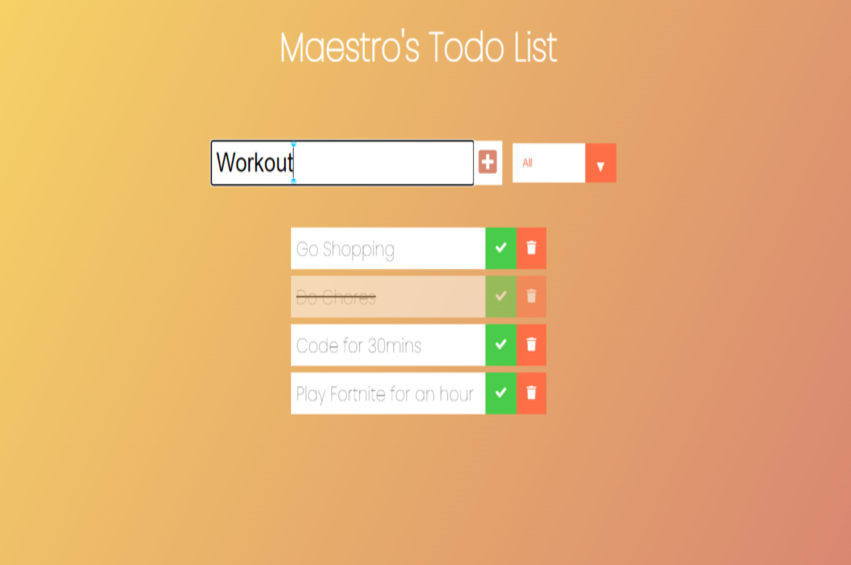 Maestro's Todo List
Workout
All
Go Shopping
Do Chores
Code for 30mins
Play Fortnite for an hour